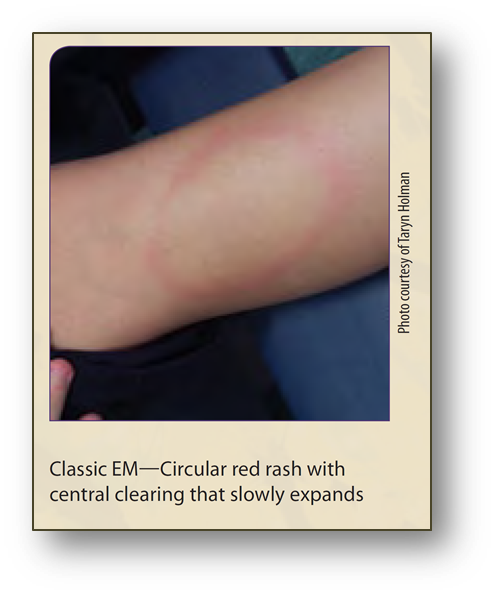 Photo courtesy of Taryn Holman
Classic EM—Circular red rash with
central clearing that slowly expands